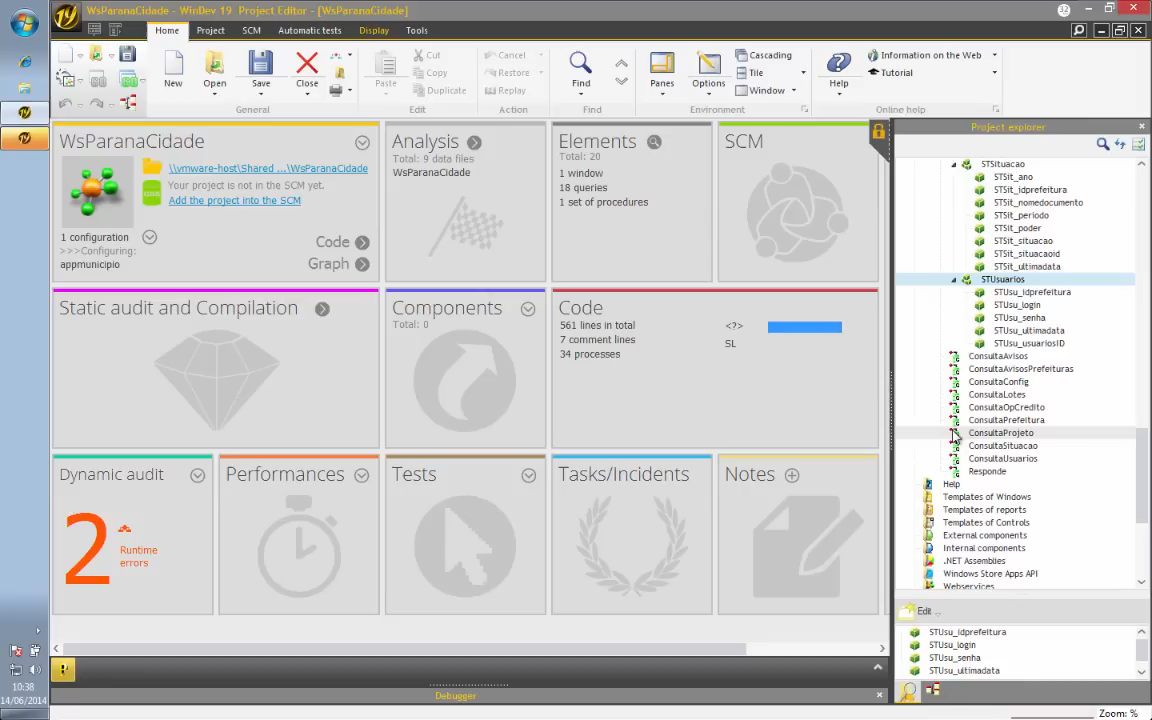 WsParanaCidade - WinDev 19 Project Editor - [WsParanaCidade]
32
Home Project SCM Automatic tests Display Tools
New Open Save Close
Paste
Cut
Copy
Duplicate
Cancel
Restore
Replay
Find
Panes Options
Cascading
Tile
Window
Help
Information on the Web
Tutorial
General Edit Action Find Environment Online help
WsParanaCidade
\\vmware-host\Shared ...\WsParanaCidade
Your project is not in the SCM yet.
Add the project into the SCM
1 configuration
>>>Configuring:
appmunicipio
Code
Graph
Analysis
Total: 9 data files
WsParanaCidade
Elements
Total: 20
1 window
18 queries
1 set of procedures
SCM
Static audit and Compilation
Components
Total: 0
Code
561 lines in total
7 comment lines
34 processes
<?>
SL
Dynamic audit
2
Runtime
errors
Performances
Tests
Tasks/Incidents
Notes
Project explorer
STSituacao
STSit_ano
STSit_idprefeitura
STSit_nomedocumento
STSit_periodo
STSit_poder
STSit_situacao
STSit_situacaoid
STSit_ultimadata
STUsuarios
STUsu_idprefeitura
STUsu_login
STUsu_senha
STUsu_ultimadata
STUsu_usuariosID
ConsultaAvisos
ConsultaAvisosPrefeituras
ConsultaConfig
ConsultaLotes
ConsultaOpCredito
ConsultaPrefeitura
ConsultaProjeto
ConsultaSituacao
ConsultaUsuarios
Responde
Help
Templates of Windows
Templates of reports
Templates of Controls
External components
Internal components
.NET Assemblies
Windows Store Apps API
Webservices
Edit ...
STUsu_idprefeitura
STUsu_login
STUsu_senha
STUsu_ultimadata
Debugger
10:38
14/06/2014
Zoom: %